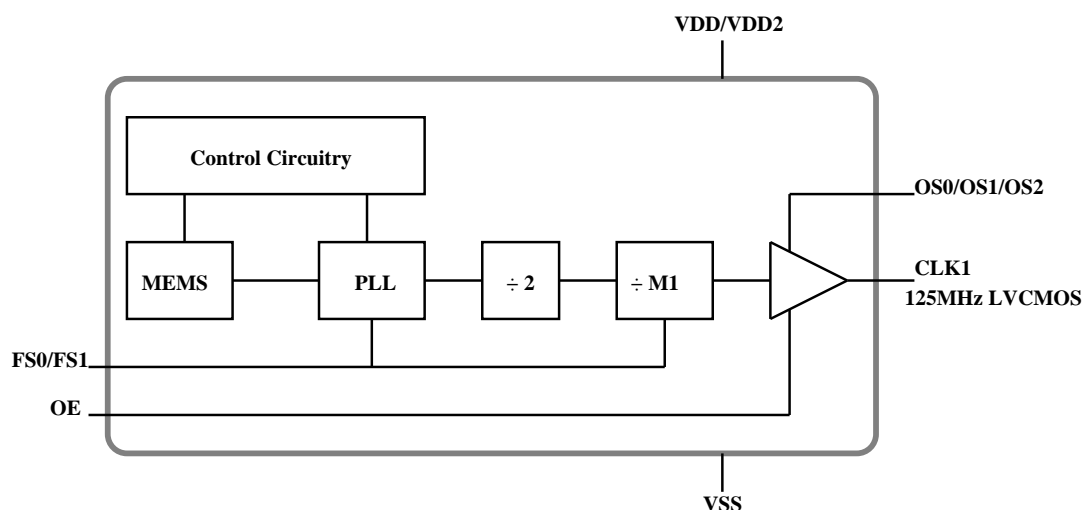 VDD/VDD2
Control Circuitry
OS0/OS1/OS2
MEMS
PLL
÷ 2
÷ M1
CLK1
125MHz LVCMOS
FS0/FS1
OE
VSS